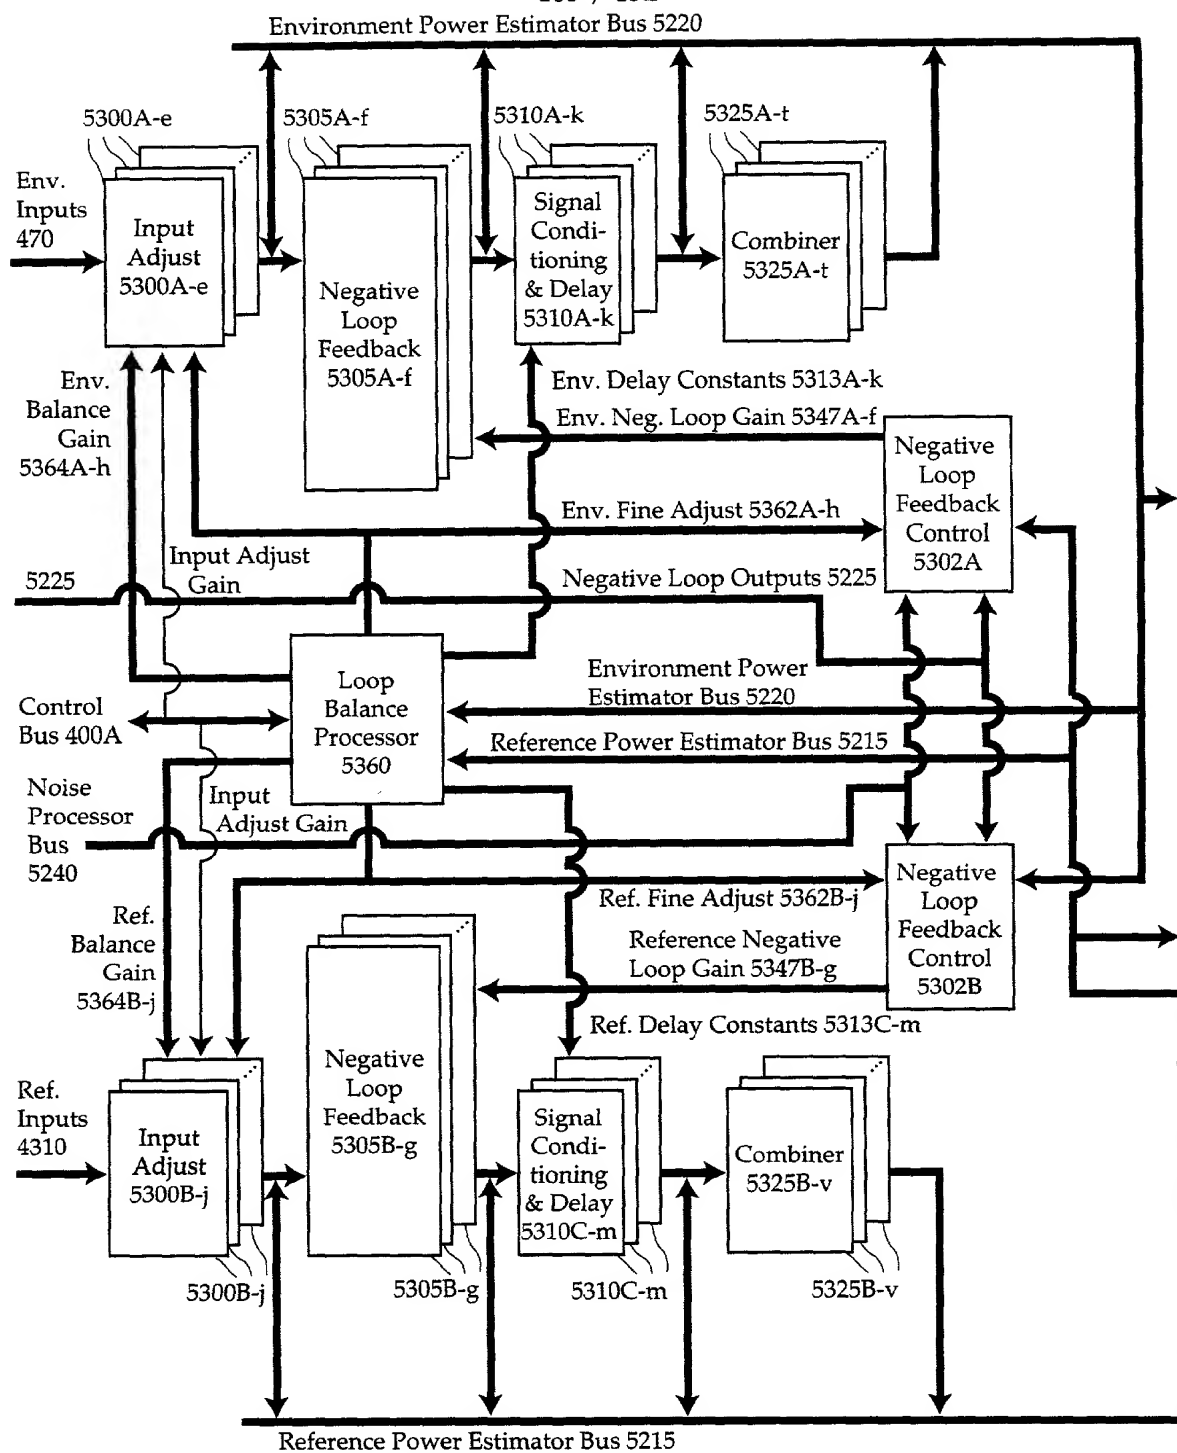 Environment Power Estimator Bus 5220
5300A-e
5305A-f
5310A-k
5325A-t
Env.
Inputs
470
Input
Adjust
5300A-e
Negative
Loop
Feedback
5305A-f
Signal
Condi-
tioning
& Delay
5310A-k
Combiner
5325A-t
Env.
Balance
Gain
5364A-h
Env. Delay Constants 5313A-k
Env. Neg. Loop Gain 5347A-f
Negative
Loop
Feedback
Control
5302A
Env. Fine Adjust 5362A-h
Input Adjust
Gain
5225
Negative Loop Outputs 5225
Loop
Balance
Processor
5360
Environment Power
Estimator Bus 5220
Control
Bus 400A
Reference Power Estimator Bus 5215
Noise
Processor
Bus
5240
Input
Adjust Gain
Ref. Fine Adjust 5362B-j
Negative
Loop
Feedback
Control
5302B
Ref.
Balance
Gain
5364B-j
Reference Negative
Loop Gain 5347B-g
Ref. Delay Constants 5313C-m
Ref.
Inputs
4310
Input
Adjust
5300B-j
Negative
Loop
Feedback
5305B-g
Signal
Condi-
tioning
& Delay
5310C-m
Combiner
5325B-v
5300B-j
5305B-g
5310C-m
5325B-v
Reference Power Estimator Bus 5215